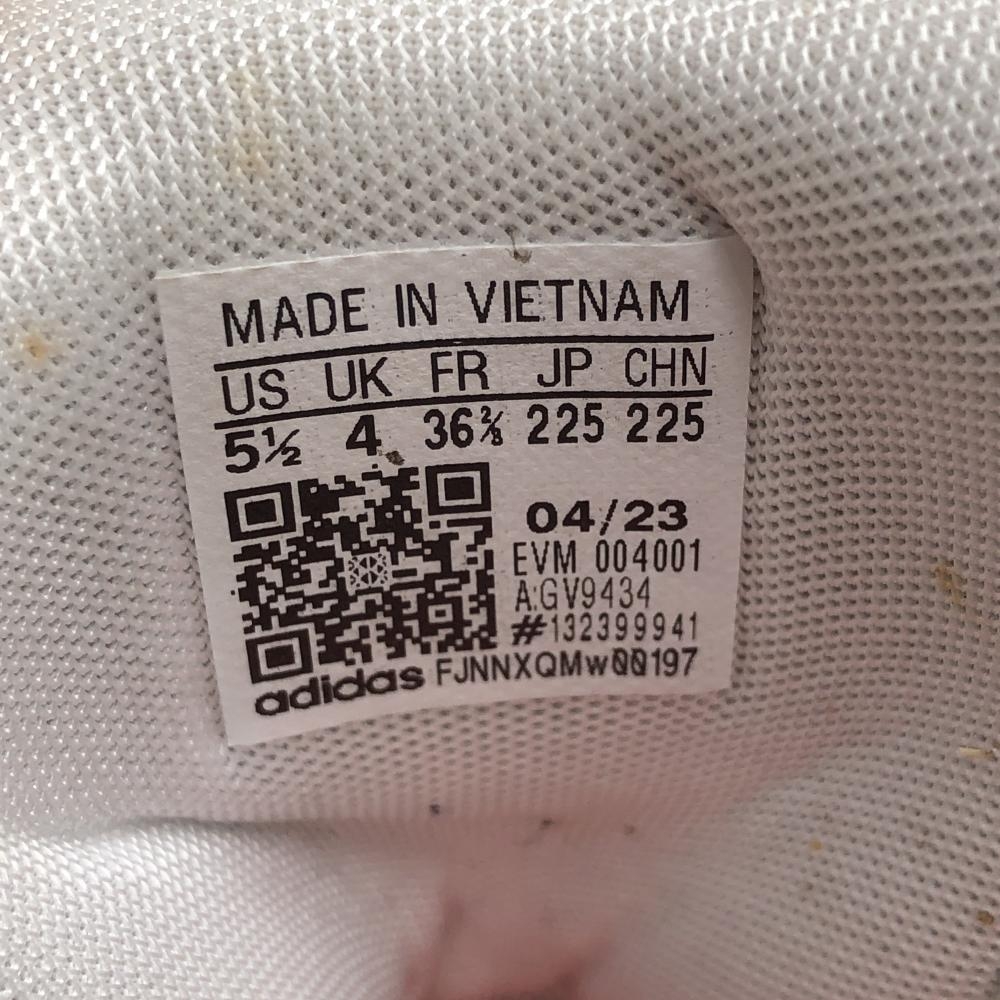 MADE IN VIETNAM
US UK FR JP CHN
5½ 4 36⅔ 225 225
04/23
EVM 004001
A:GV9434
#132399941
adidas FJNNXQMw00197